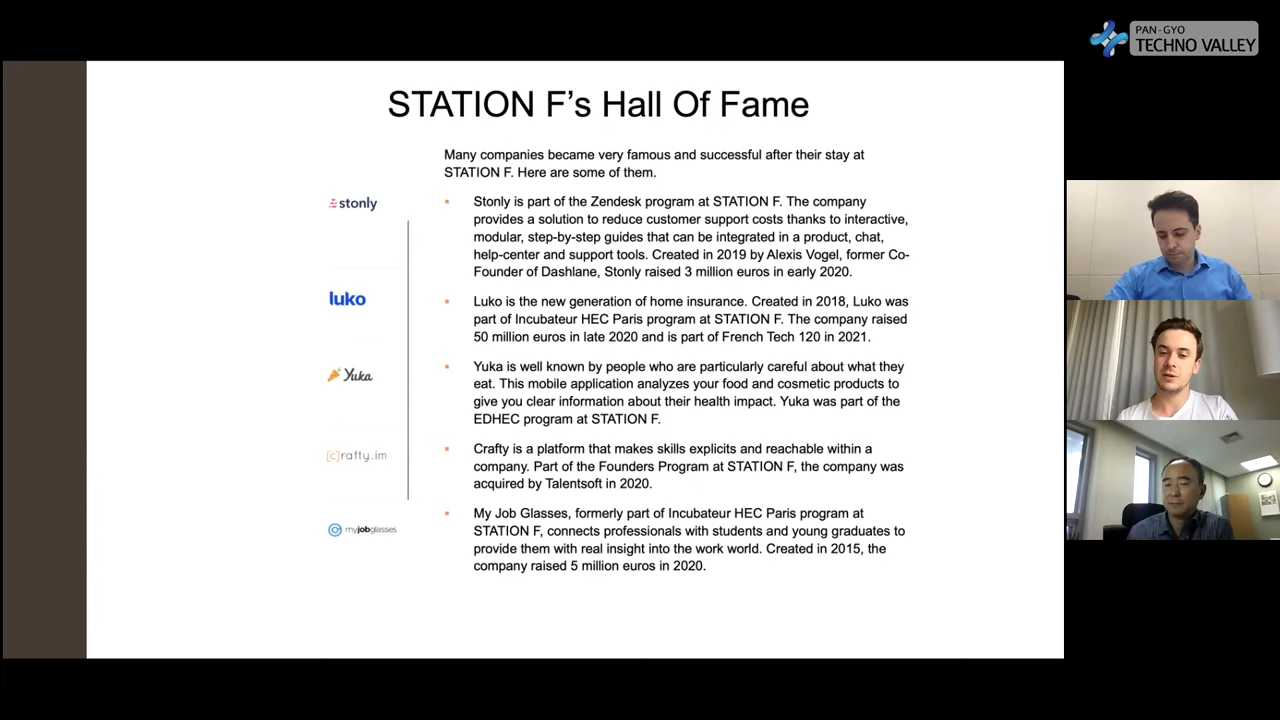 PAN-GYO
TECHNO VALLEY
STATION F’s Hall Of Fame
Many companies became very famous and successful after their stay at
STATION F. Here are some of them.
stonly
Stonly is part of the Zendesk program at STATION F. The company
provides a solution to reduce customer support costs thanks to interactive,
modular, step-by-step guides that can be integrated in a product, chat,
help-center and support tools. Created in 2019 by Alexis Vogel, former Co-
Founder of Dashlane, Stonly raised 3 million euros in early 2020.
luko
Luko is the new generation of home insurance. Created in 2018, Luko was
part of Incubateur HEC Paris program at STATION F. The company raised
50 million euros in late 2020 and is part of French Tech 120 in 2021.
Yuka
Yuka is well known by people who are particularly careful about what they
eat. This mobile application analyzes your food and cosmetic products to
give you clear information about their health impact. Yuka was part of the
EDHEC program at STATION F.
[c]rafty.im
Crafty is a platform that makes skills explicits and reachable within a
company. Part of the Founders Program at STATION F, the company was
acquired by Talentsoft in 2020.
myjobglasses
My Job Glasses, formerly part of Incubateur HEC Paris program at
STATION F, connects professionals with students and young graduates to
provide them with real insight into the work world. Created in 2015, the
company raised 5 million euros in 2020.